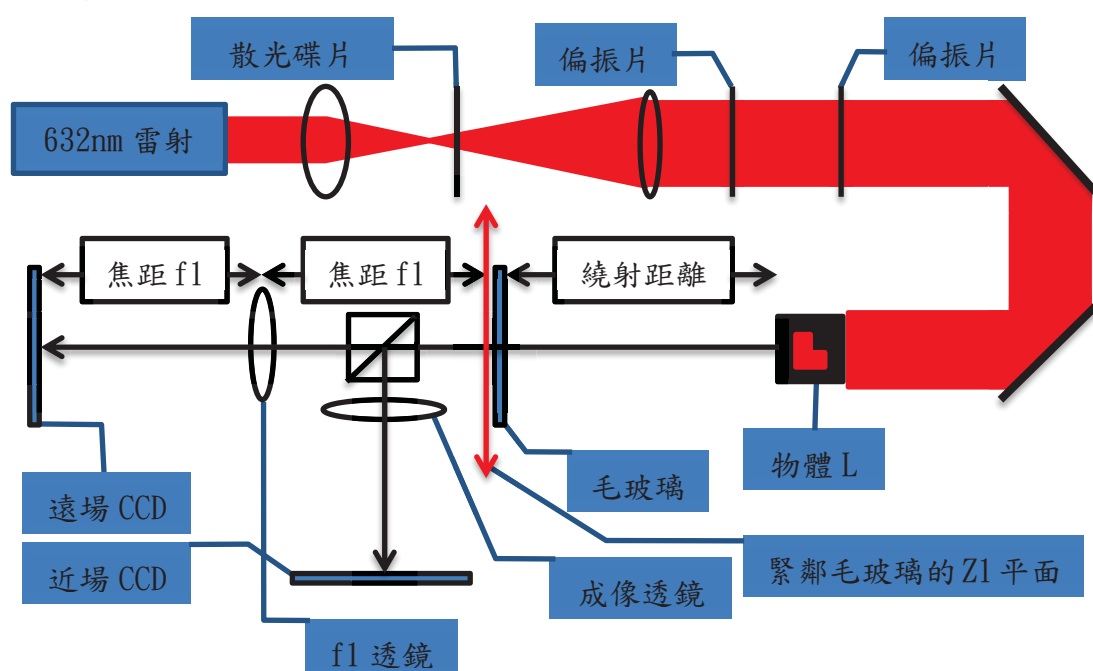 散光碟片
偏振片
偏振片
632nm 雷射
焦距 f1
焦距 f1
繞射距離
物體 L
毛玻璃
遠場 CCD
近場 CCD
成像透鏡
緊鄰毛玻璃的 Z1 平面
f1 透鏡